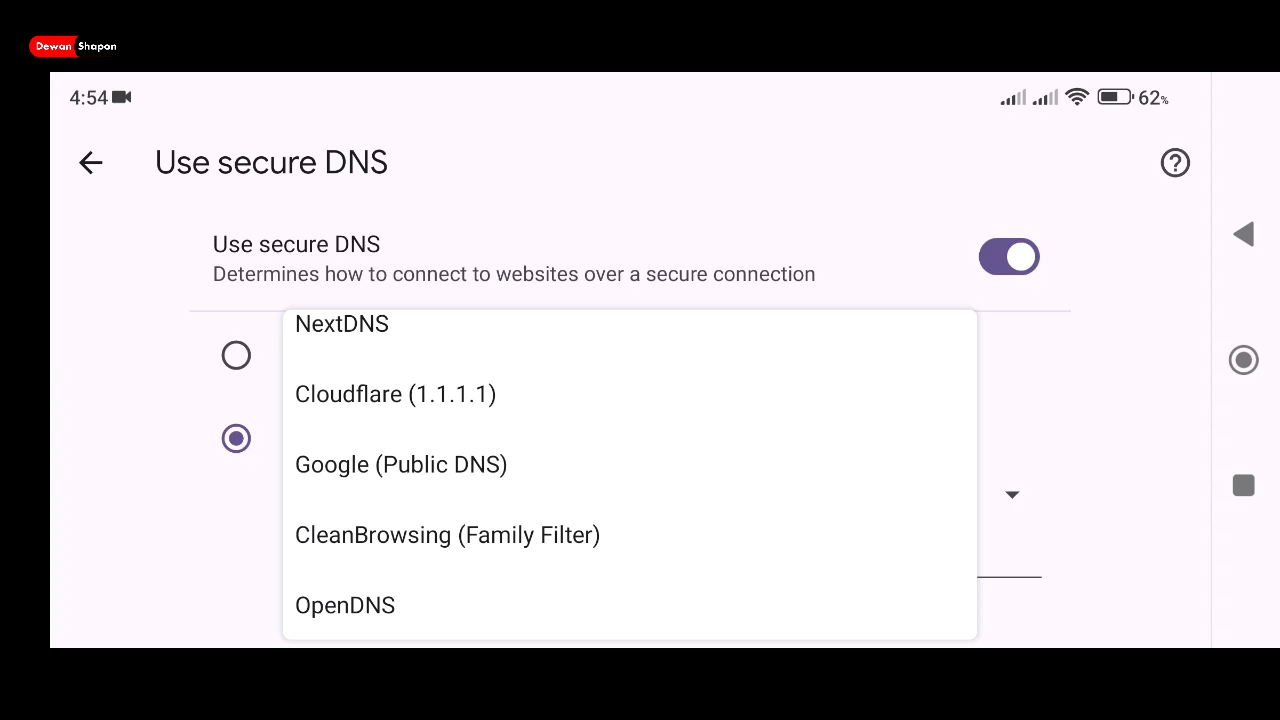 Dewan Shapon
4:54 62%
Use secure DNS
Use secure DNS
Determines how to connect to websites over a secure connection
NextDNS
Cloudflare (1.1.1.1)
Google (Public DNS)
CleanBrowsing (Family Filter)
OpenDNS